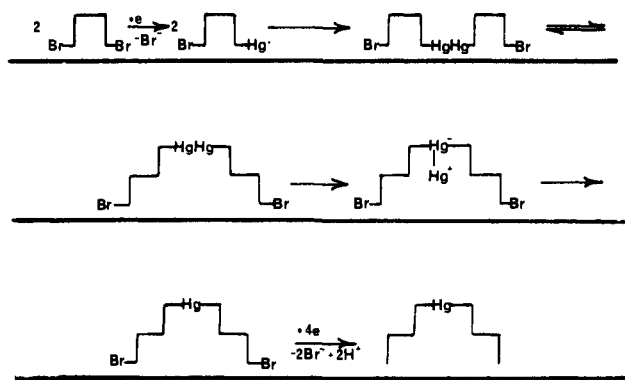 2 Br Br +e -Br⁻ 2 Br Hg· Br HgHg Br
HgHg Hg⁻
Hg⁺
Br Br Br Br
Hg +4e Hg
Br Br -2Br⁻ +2H⁺